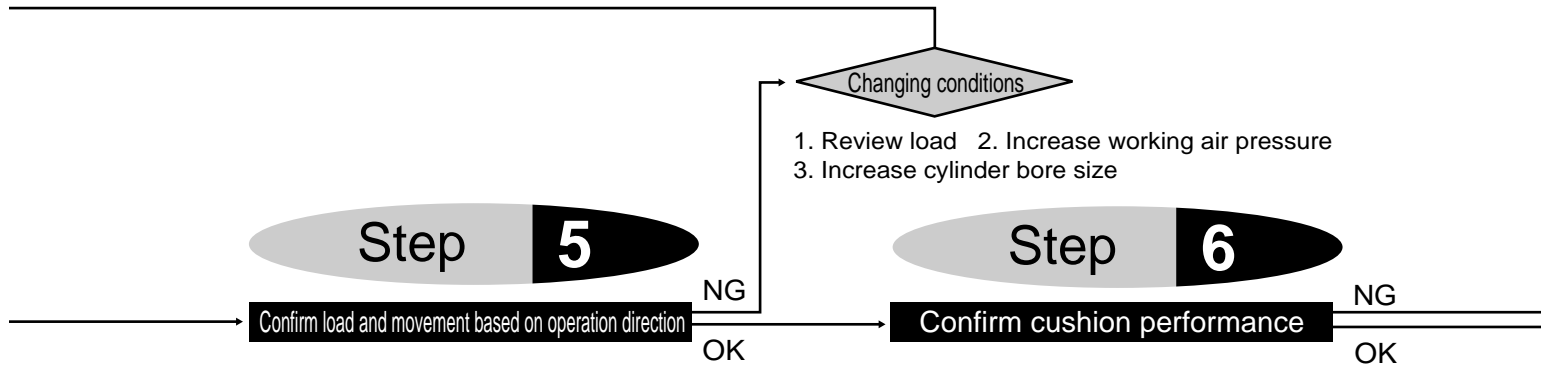 Changing conditions
1. Review load 2. Increase working air pressure
3. Increase cylinder bore size
Step 5
NG
Confirm load and movement based on operation direction
OK
Step 6
NG
Confirm cushion performance
OK